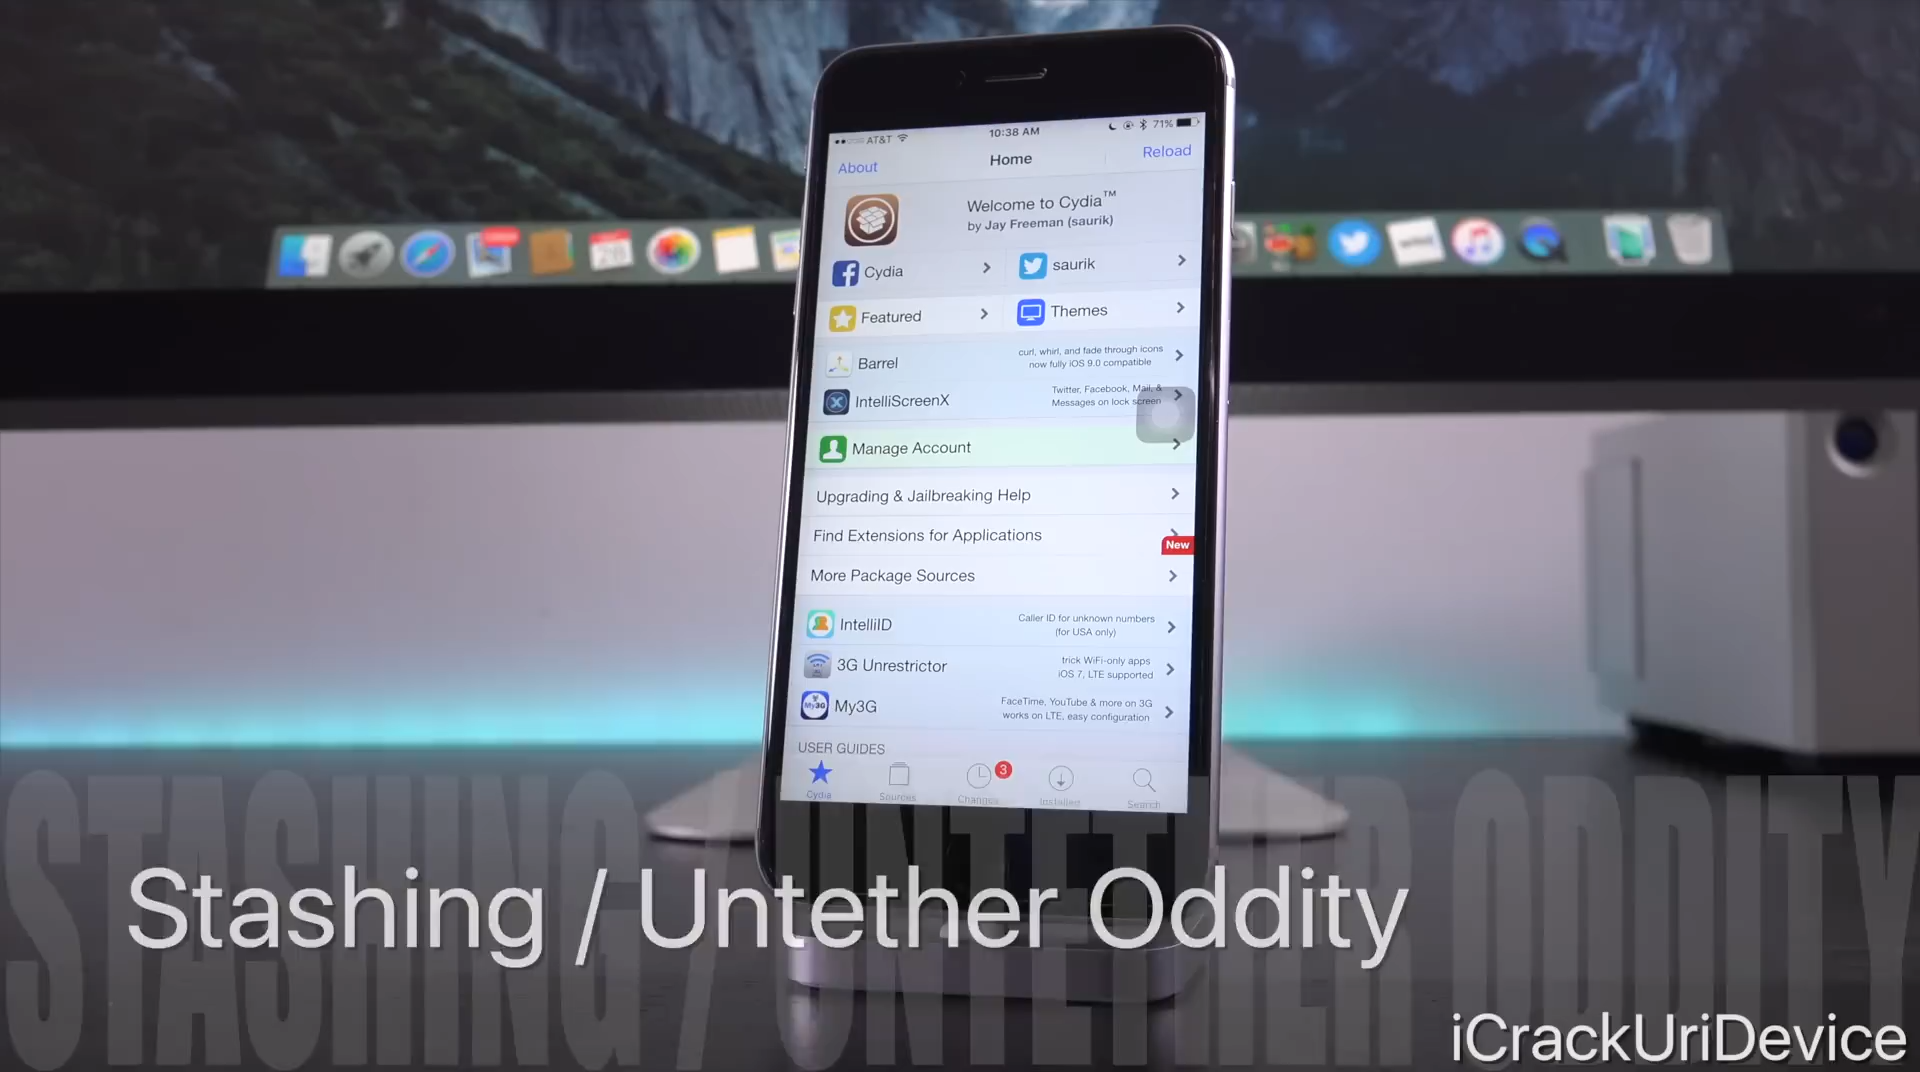 AT&T
10:38 AM
71%
About
Home
Reload
Welcome to Cydia™
by Jay Freeman (saurik)
Cydia
saurik
Featured
Themes
Barrel
curl, whirl, and fade through icons
now fully iOS 9.0 compatible
IntelliScreenX
Twitter, Facebook, Mail, &
Messages on lock screen
Manage Account
Upgrading & Jailbreaking Help
Find Extensions for Applications
New
More Package Sources
IntelliID
Caller ID for unknown numbers
(for USA only)
3G Unrestrictor
trick WiFi-only apps
iOS 7, LTE supported
My3G
My3G
FaceTime, YouTube & more on 3G
works on LTE, easy configuration
USER GUIDES
3
Cydia
Sources
Changes
Installed
Search
STASHING / UNTETHER ODDITY
Stashing / Untether Oddity
iCrackUriDevice